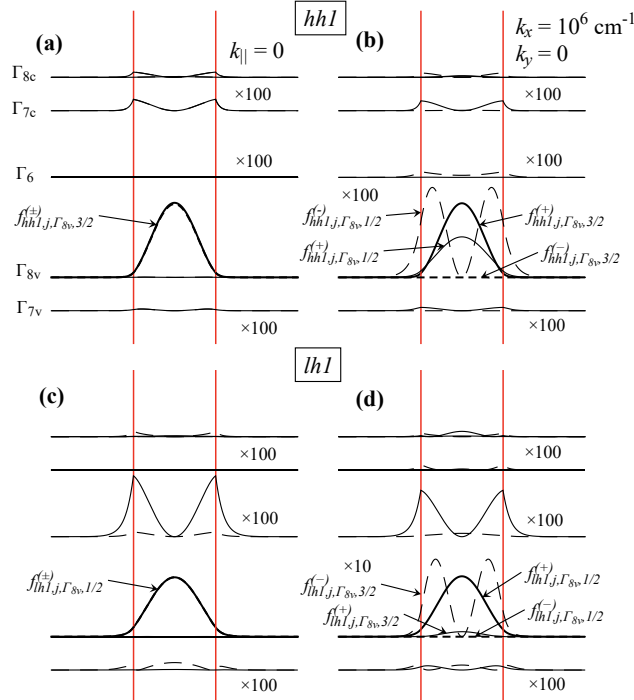 hh1
(a)
k|| = 0
(b)
kx = 10⁶ cm⁻¹
ky = 0
Γ8c
×100
×100
Γ7c
Γ6
×100
×100
×100
f(±)hh1,j,Γ8v,3/2
f(-)hh1,j,Γ8v,1/2
f(+)hh1,j,Γ8v,3/2
f(+)hh1,j,Γ8v,1/2
f(−)hh1,j,Γ8v,3/2
Γ8v
Γ7v
×100
×100
lh1
(c)
(d)
×100
×100
×100
×100
×10
f(±)lh1,j,Γ8v,1/2
f(−)lh1,j,Γ8v,3/2
f(+)lh1,j,Γ8v,1/2
f(+)lh1,j,Γ8v,3/2
f(−)lh1,j,Γ8v,1/2
×100
×100